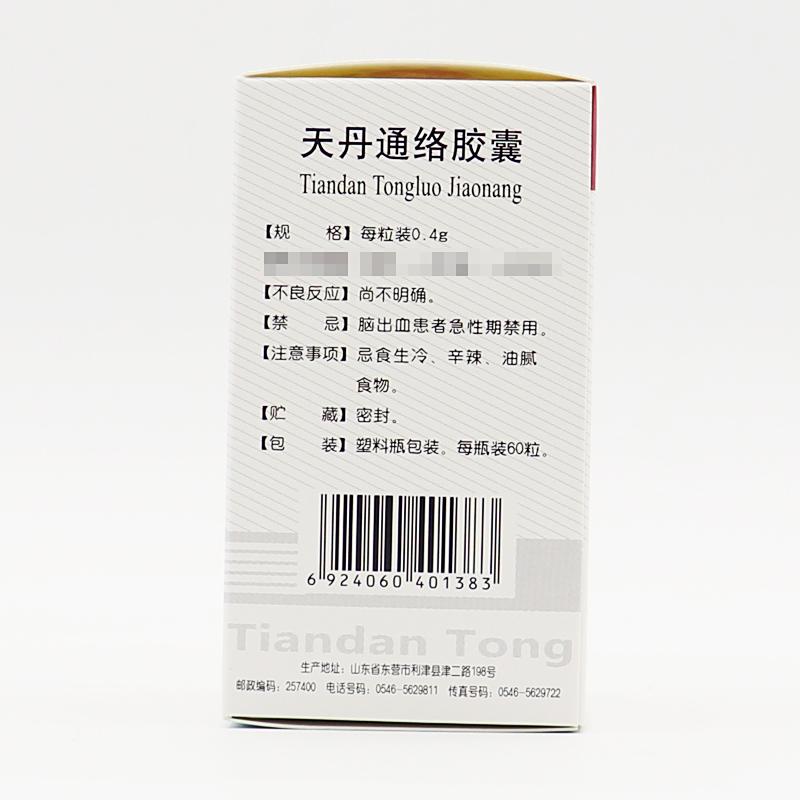 天丹通络胶囊
Tiandan Tongluo Jiaonang
【规　　格】每粒装0.4g
【不良反应】尚不明确。
【禁　　忌】脑出血患者急性期禁用。
【注意事项】忌食生冷、辛辣、油腻
食物。
【贮　　藏】密封。
【包　　装】塑料瓶包装。每瓶装60粒。
6 924060 401383
Tiandan Tong
生产地址：山东省东营市利津县津二路198号
邮政编码：257400 电话号码：0546-5629811 传真号码：0546-5629722